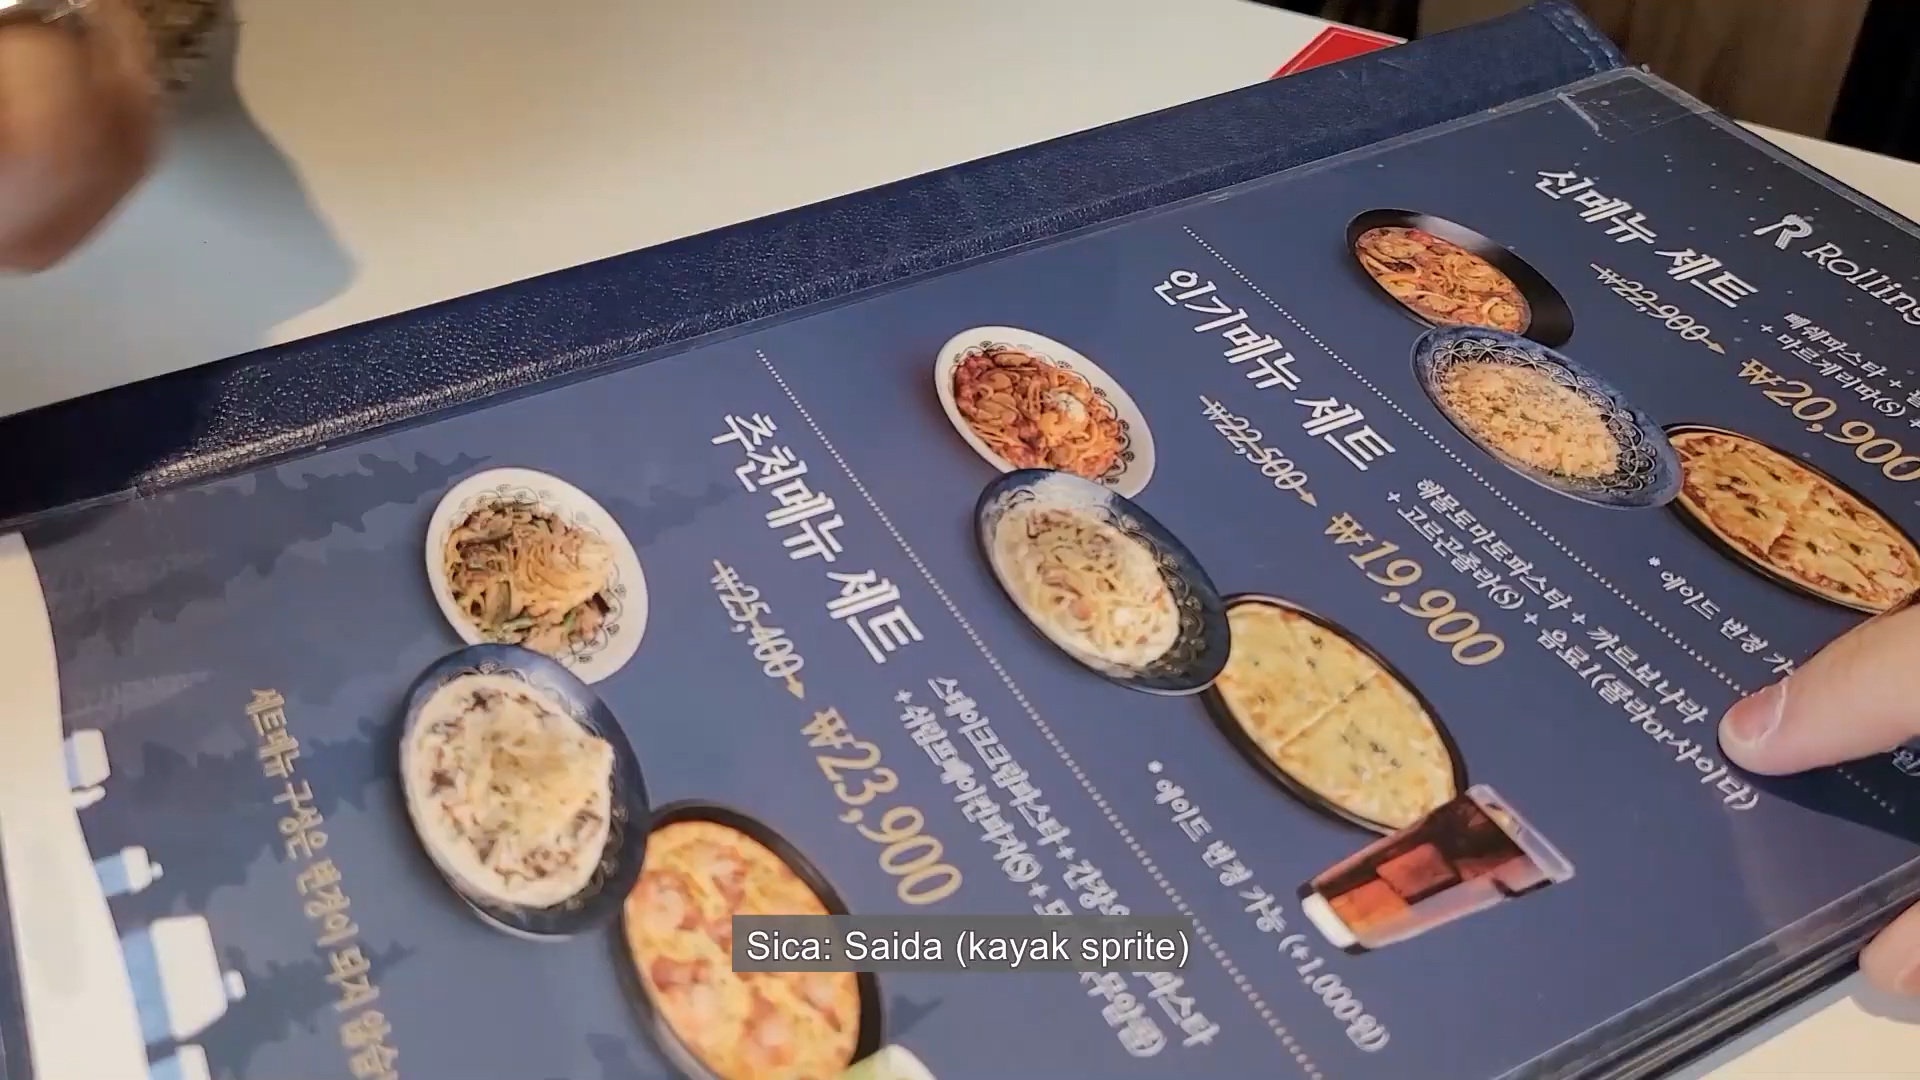 Rolling
신메뉴 세트
₩22,900
₩20,900
빠쉐파스타 +
+ 마르게리따(S) +
* 에이드 변경 가
인기메뉴 세트
₩22,500
₩19,900
해물토마토파스타 + 까르보나라
+ 고르곤졸라(S) + 음료1(콜라or사이다)
* 에이드 변경 가능 (+1,000원)
추천메뉴 세트
₩25,400
₩23,900
스테이크크림파스타 + 간장
파스타
+ 쉬림프베이컨피자(S) +
세트메뉴 구성은 변경이 되지 않습
Sica: Saida (kayak sprite)